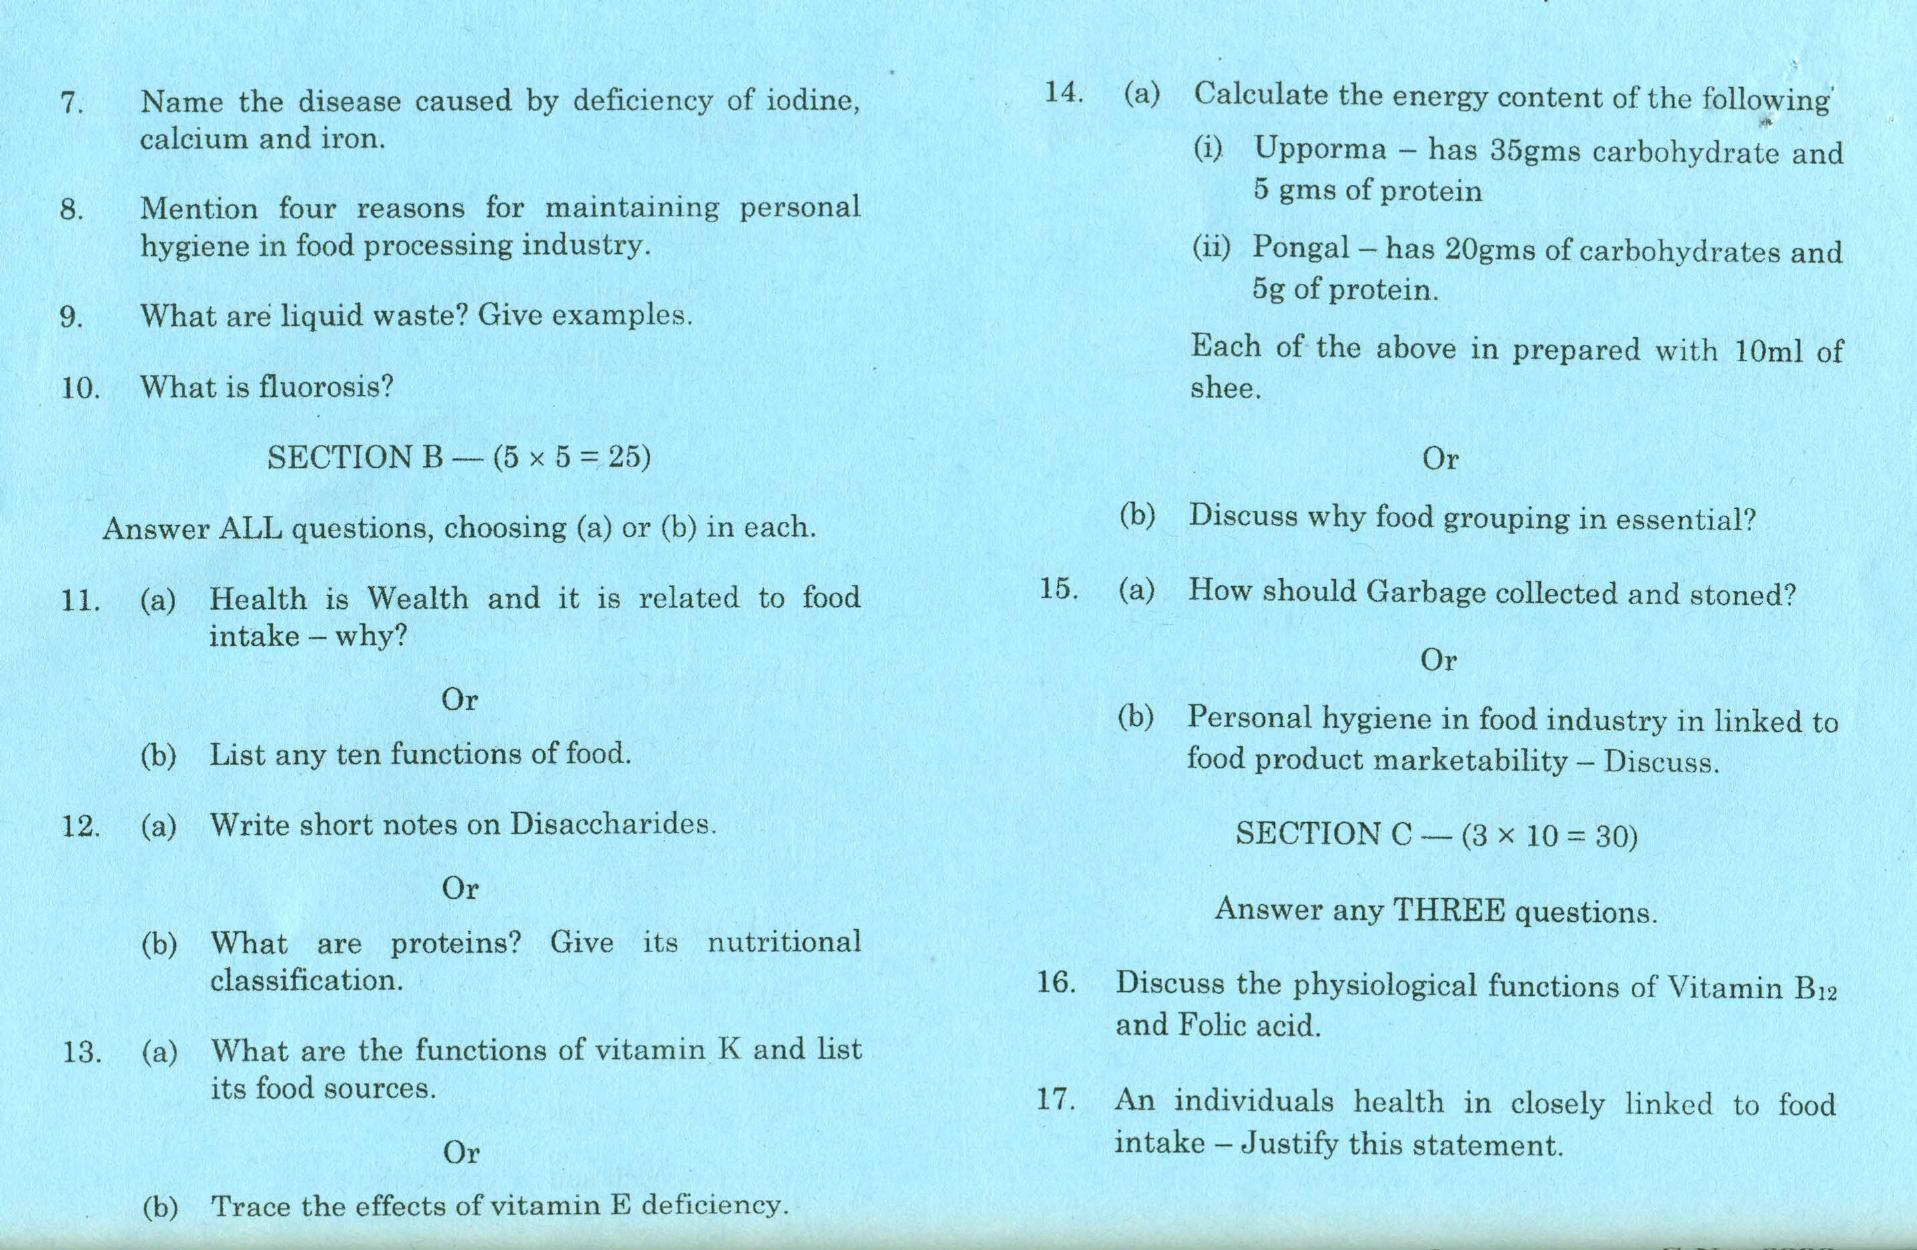 7. Name the disease caused by deficiency of iodine,
calcium and iron.
8. Mention four reasons for maintaining personal
hygiene in food processing industry.
9. What are liquid waste? Give examples.
10. What is fluorosis?
SECTION B — (5 × 5 = 25)
Answer ALL questions, choosing (a) or (b) in each.
11. (a) Health is Wealth and it is related to food
intake – why?
Or
(b) List any ten functions of food.
12. (a) Write short notes on Disaccharides.
Or
(b) What are proteins? Give its nutritional
classification.
13. (a) What are the functions of vitamin K and list
its food sources.
Or
(b) Trace the effects of vitamin E deficiency.
14. (a) Calculate the energy content of the following
(i) Upporma – has 35gms carbohydrate and
5 gms of protein
(ii) Pongal – has 20gms of carbohydrates and
5g of protein.
Each of the above in prepared with 10ml of
shee.
Or
(b) Discuss why food grouping in essential?
15. (a) How should Garbage collected and stoned?
Or
(b) Personal hygiene in food industry in linked to
food product marketability – Discuss.
SECTION C — (3 × 10 = 30)
Answer any THREE questions.
16. Discuss the physiological functions of Vitamin B12
and Folic acid.
17. An individuals health in closely linked to food
intake – Justify this statement.